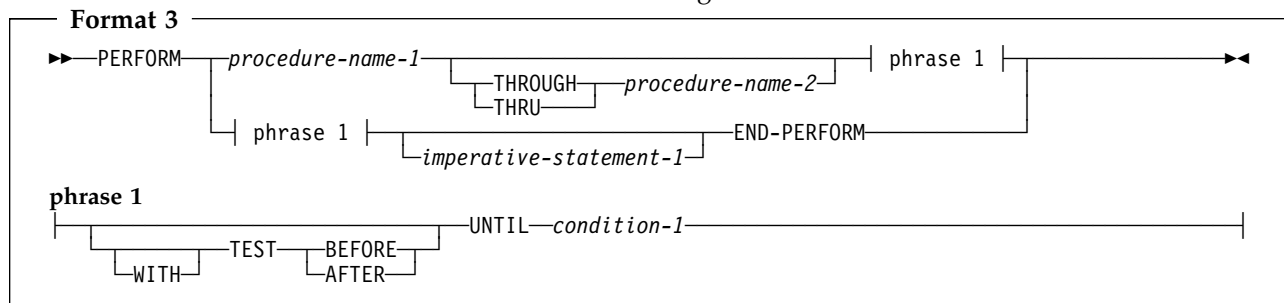 Format 3
PERFORM procedure-name-1 phrase 1
THROUGH procedure-name-2
THRU
phrase 1 END-PERFORM
imperative-statement-1
phrase 1
UNTIL condition-1
TEST BEFORE
WITH AFTER